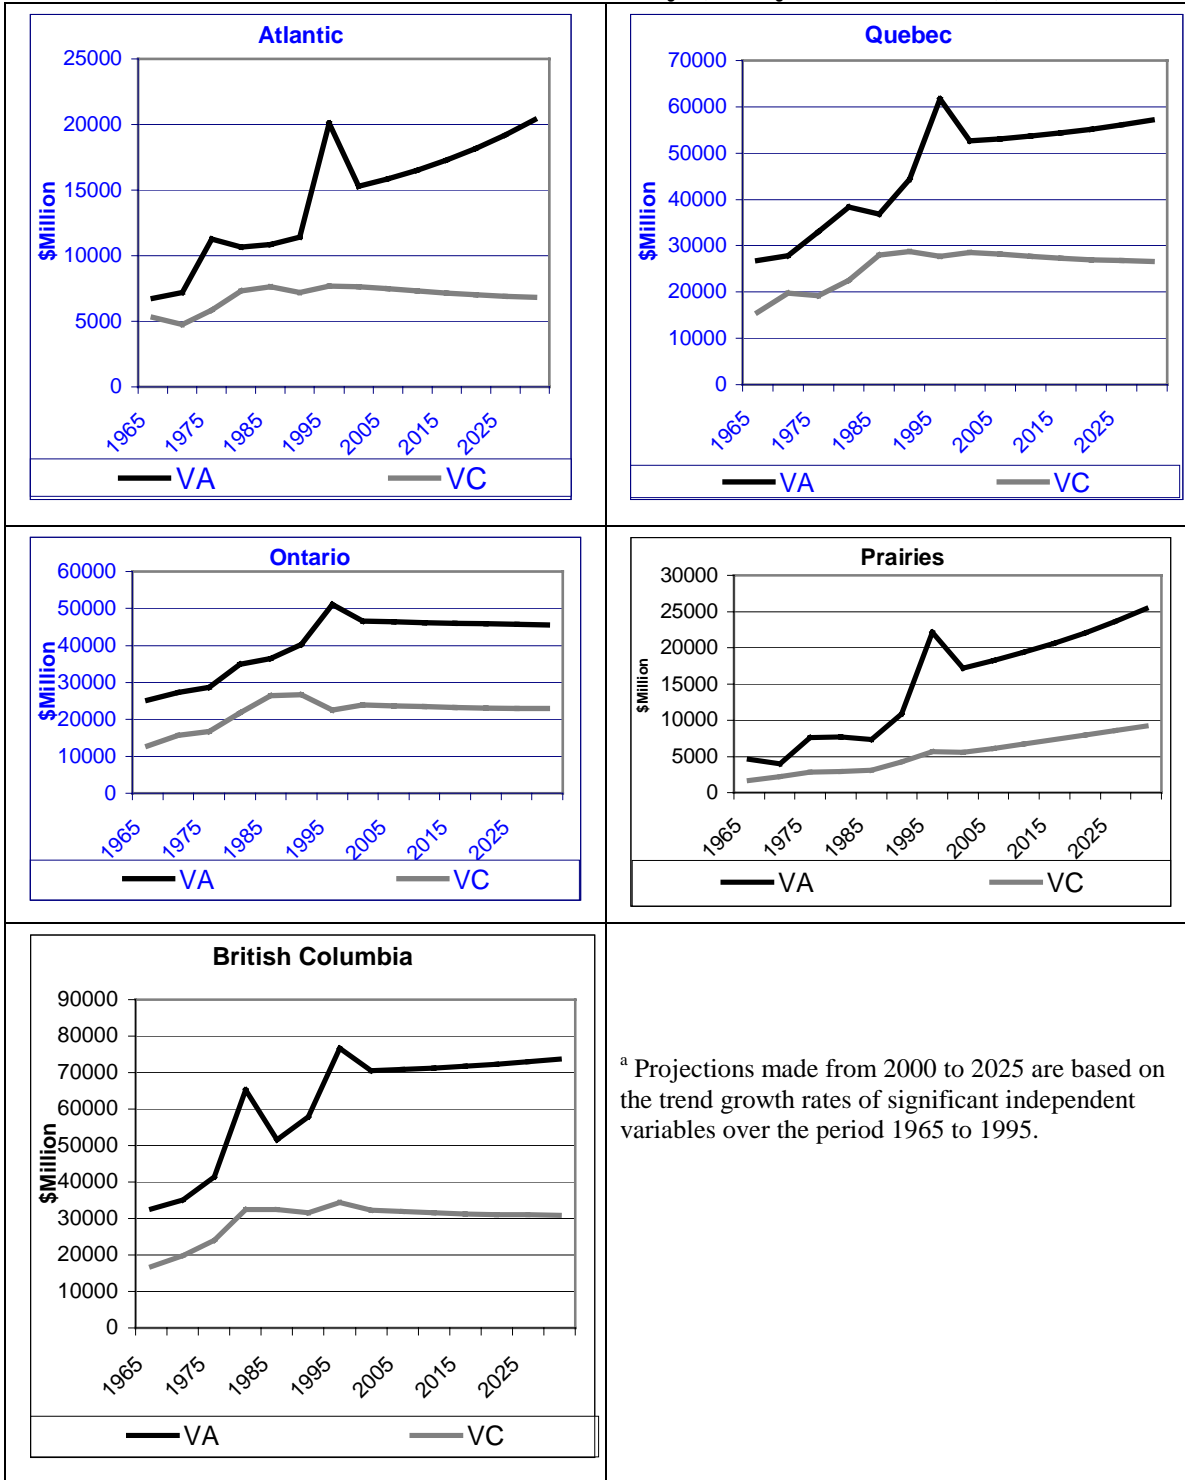 Atlantic
25000
20000
15000
10000
5000
0
$Million
1965 1975 1985 1995 2005 2015 2025
VA VC
Quebec
70000
60000
50000
40000
30000
20000
10000
0
$Million
1965 1975 1985 1995 2005 2015 2025
VA VC
Ontario
60000
50000
40000
30000
20000
10000
0
$Million
1965 1975 1985 1995 2005 2015 2025
VA VC
Prairies
30000
25000
20000
15000
10000
5000
0
$Million
1965 1975 1985 1995 2005 2015 2025
VA VC
British Columbia
90000
80000
70000
60000
50000
40000
30000
20000
10000
0
$Million
1965 1975 1985 1995 2005 2015 2025
VA VC
a Projections made from 2000 to 2025 are based on
the trend growth rates of significant independent
variables over the period 1965 to 1995.